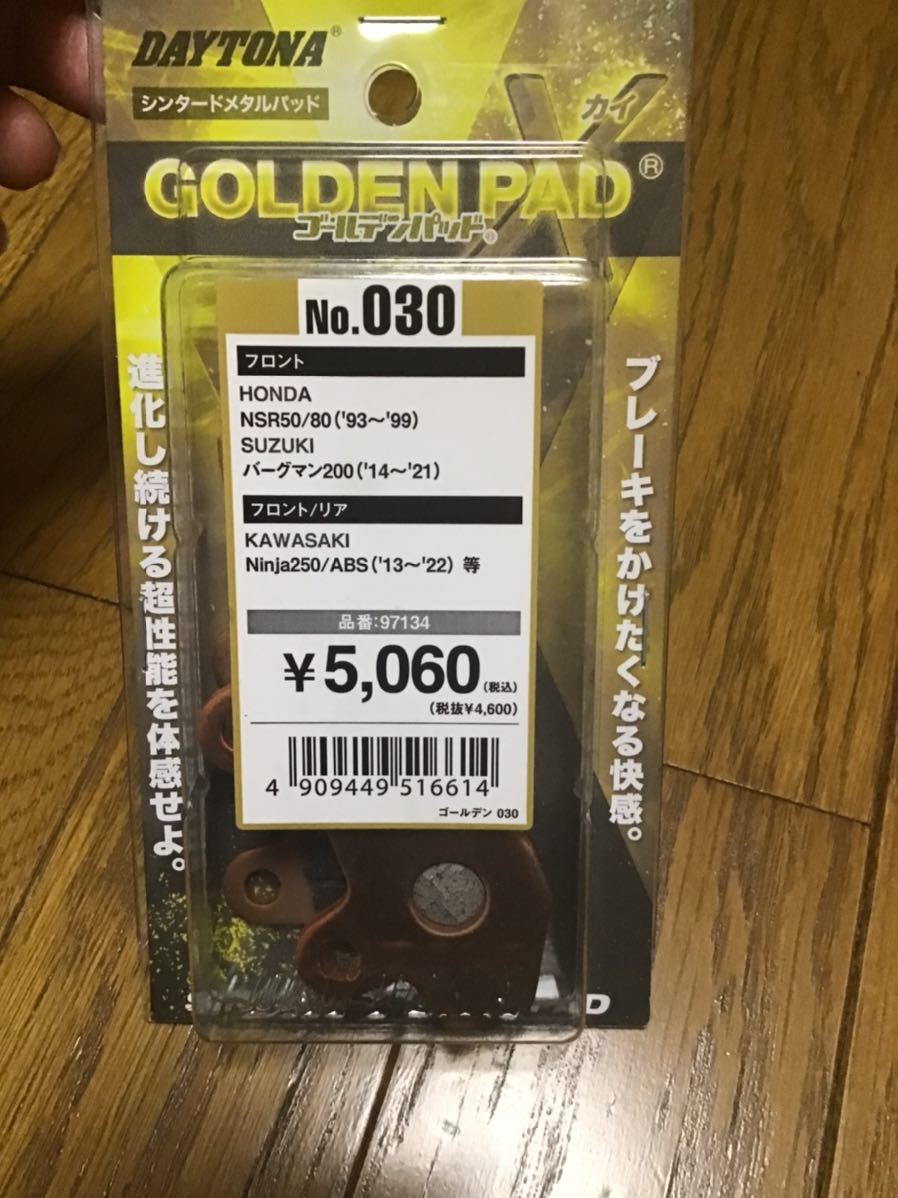 DAYTONA®
シンタードメタルパッド
カイ
GOLDEN PAD®
ゴールデンパッド®
No.030
フロント
HONDA
NSR50/80('93〜'99)
SUZUKI
バーグマン200('14〜'21)
フロント/リア
KAWASAKI
Ninja250/ABS('13〜'22) 等
品番:97134
¥5,060(税込)
(税抜¥4,600)
4 909449 516614
ゴールデン 030
ブレーキをかけたくなる快感。
進化し続ける超性能を体感せよ。